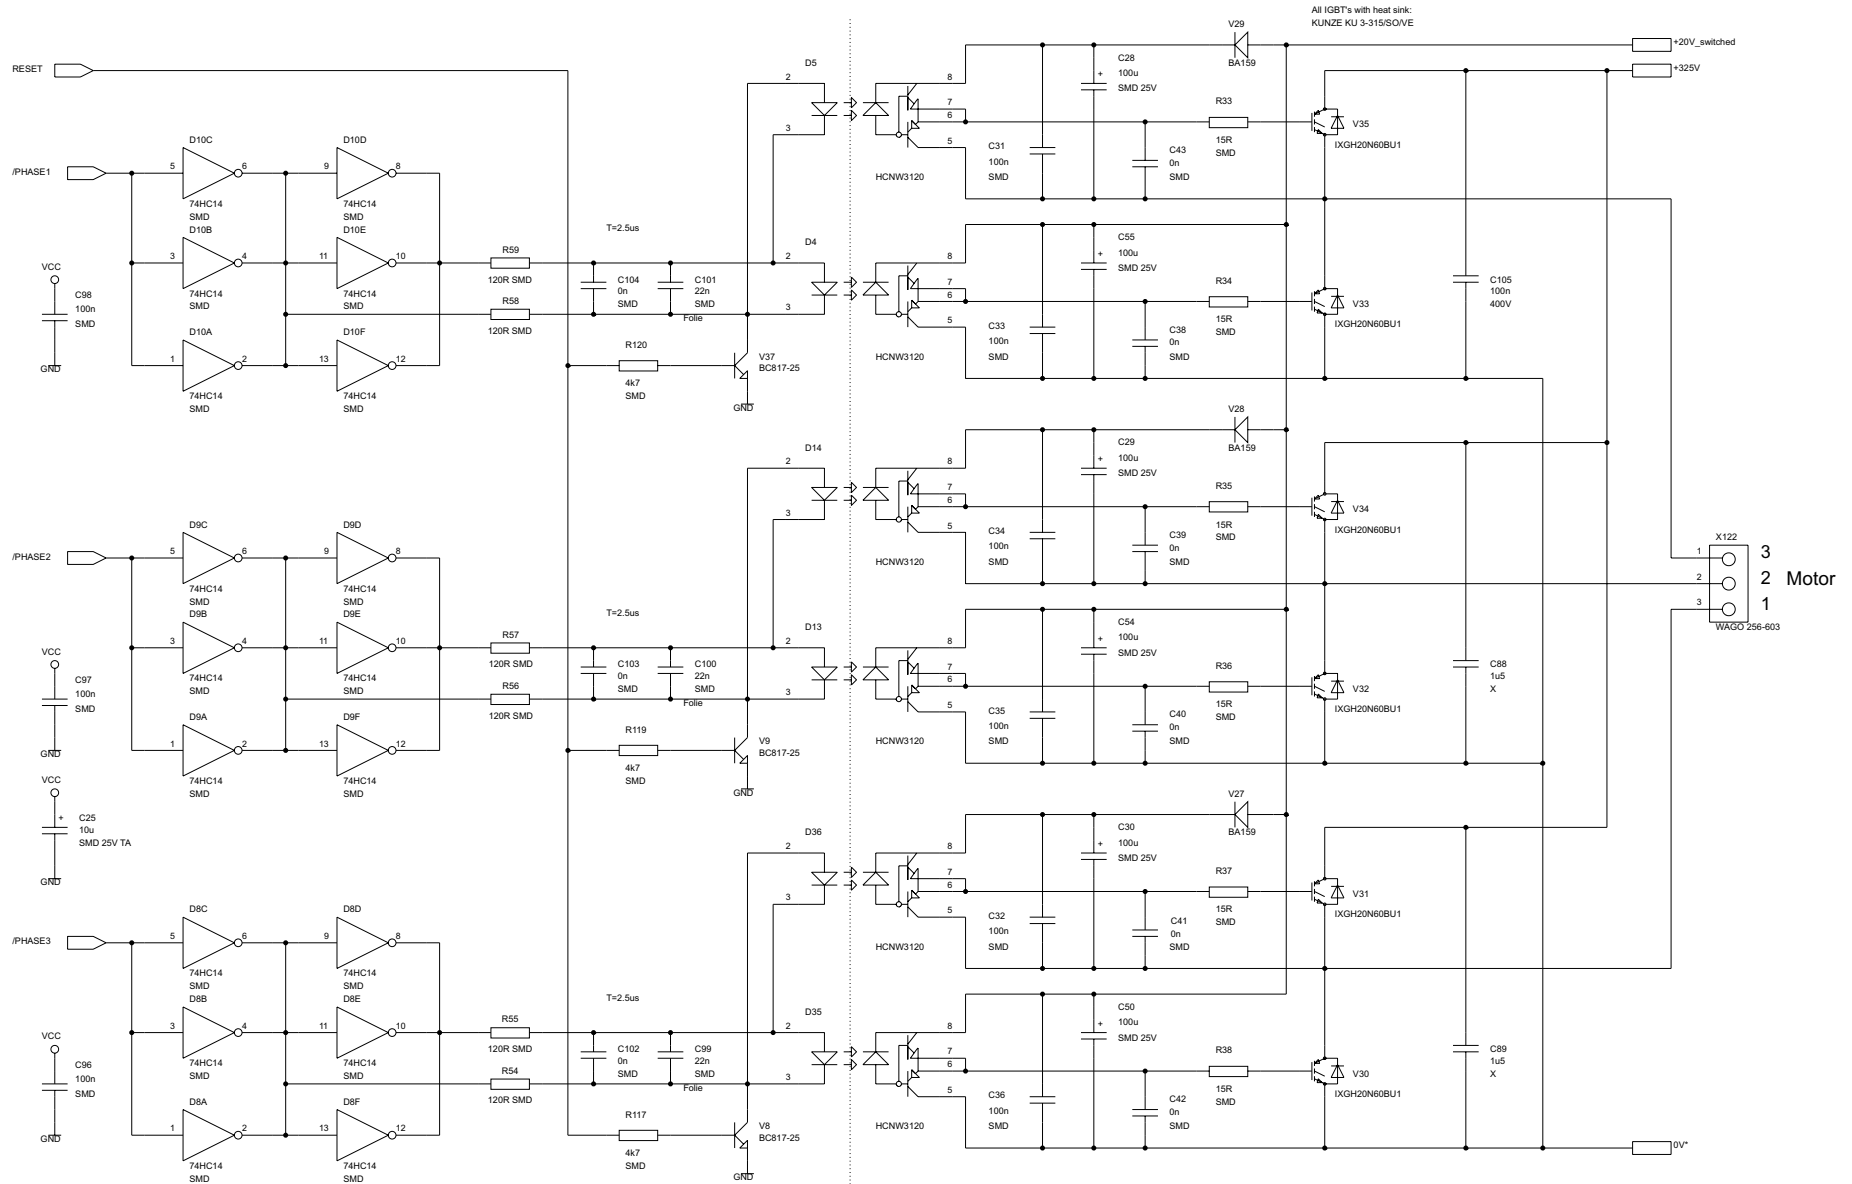 All IGBT's with heat sink:
KUNZE KU 3-315/SO/VE
RESET
D5
2
3
8
7
6
5
HCNW3120
C28
100u
+
SMD 25V
V29
BA159
+20V_switched
+325V
C31
100n
SMD
C43
0n
SMD
R33
15R
SMD
V35
IXGH20N60BU1
/PHASE1
D10C
5
6
74HC14
SMD
D10D
9
8
74HC14
SMD
D10B
3
4
74HC14
SMD
D10E
11
10
74HC14
SMD
D10A
1
2
74HC14
SMD
D10F
13
12
74HC14
SMD
VCC
C98
100n
SMD
GND
R59
120R SMD
R58
120R SMD
T=2.5us
C104
0n
SMD
C101
22n
SMD
Folie
R120
4k7
SMD
V37
BC817-25
GND
D4
2
3
8
7
6
5
HCNW3120
C55
+
100u
SMD 25V
C33
100n
SMD
C38
0n
SMD
R34
15R
SMD
V33
IXGH20N60BU1
C105
100n
400V
/PHASE2
D9C
5
6
74HC14
SMD
D9D
9
8
74HC14
SMD
D9B
3
4
74HC14
SMD
D9E
11
10
74HC14
SMD
D9A
1
2
74HC14
SMD
D9F
13
12
74HC14
SMD
VCC
C97
100n
SMD
GND
VCC
+
C25
10u
SMD 25V TA
GND
R57
120R SMD
R56
120R SMD
T=2.5us
C103
0n
SMD
C100
22n
SMD
Folie
R119
4k7
SMD
V9
BC817-25
GND
D14
2
3
8
7
6
5
HCNW3120
C29
+
100u
SMD 25V
V28
BA159
C34
100n
SMD
C39
0n
SMD
R35
15R
SMD
V34
IXGH20N60BU1
D13
2
3
8
7
6
5
HCNW3120
C54
+
100u
SMD 25V
C35
100n
SMD
C40
0n
SMD
R36
15R
SMD
V32
IXGH20N60BU1
C88
1u5
X
X122
1
3
2
2
Motor
3
1
WAGO 256-603
/PHASE3
D8C
5
6
74HC14
SMD
D8D
9
8
74HC14
SMD
D8B
3
4
74HC14
SMD
D8E
11
10
74HC14
SMD
D8A
1
2
74HC14
SMD
D8F
13
12
74HC14
SMD
VCC
C96
100n
SMD
GND
R55
120R SMD
R54
120R SMD
T=2.5us
C102
0n
SMD
C99
22n
SMD
Folie
R117
4k7
SMD
V8
BC817-25
GND
D36
2
3
8
7
6
5
HCNW3120
C30
+
100u
SMD 25V
V27
BA159
C32
100n
SMD
C41
0n
SMD
R37
15R
SMD
V31
IXGH20N60BU1
D35
2
3
8
7
6
5
HCNW3120
C50
+
100u
SMD 25V
C36
100n
SMD
C42
0n
SMD
R38
15R
SMD
V30
IXGH20N60BU1
C89
1u5
X
0V*